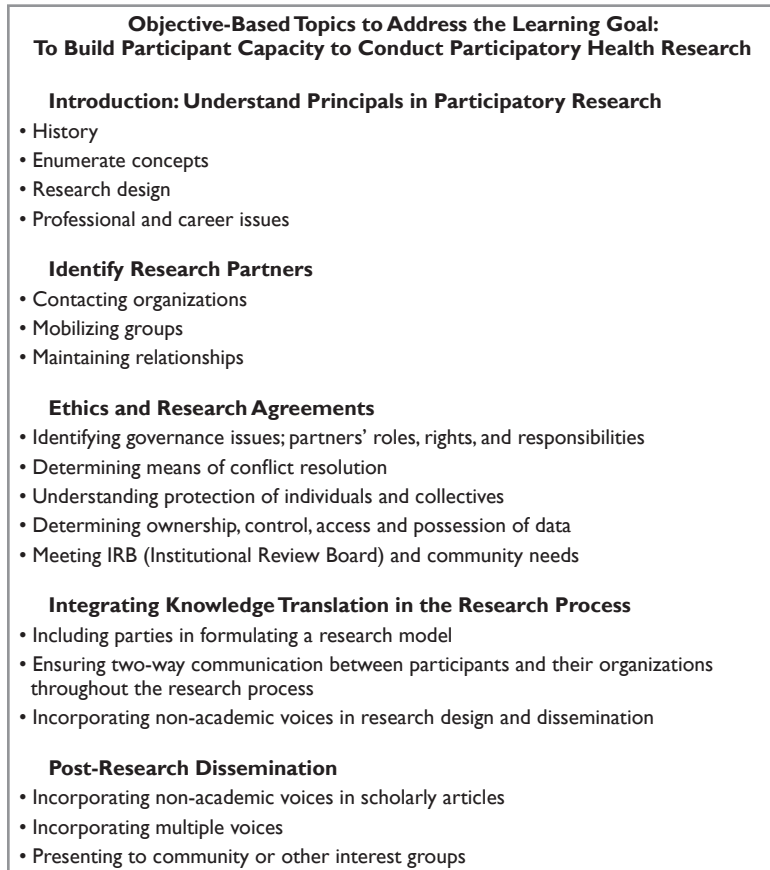 Objective-Based Topics to Address the Learning Goal:
To Build Participant Capacity to Conduct Participatory Health Research
Introduction: Understand Principals in Participatory Research
• History
• Enumerate concepts
• Research design
• Professional and career issues
Identify Research Partners
• Contacting organizations
• Mobilizing groups
• Maintaining relationships
Ethics and Research Agreements
• Identifying governance issues; partners' roles, rights, and responsibilities
• Determining means of conflict resolution
• Understanding protection of individuals and collectives
• Determining ownership, control, access and possession of data
• Meeting IRB (Institutional Review Board) and community needs
Integrating Knowledge Translation in the Research Process
• Including parties in formulating a research model
• Ensuring two-way communication between participants and their organizations
throughout the research process
• Incorporating non-academic voices in research design and dissemination
Post-Research Dissemination
• Incorporating non-academic voices in scholarly articles
• Incorporating multiple voices
• Presenting to community or other interest groups